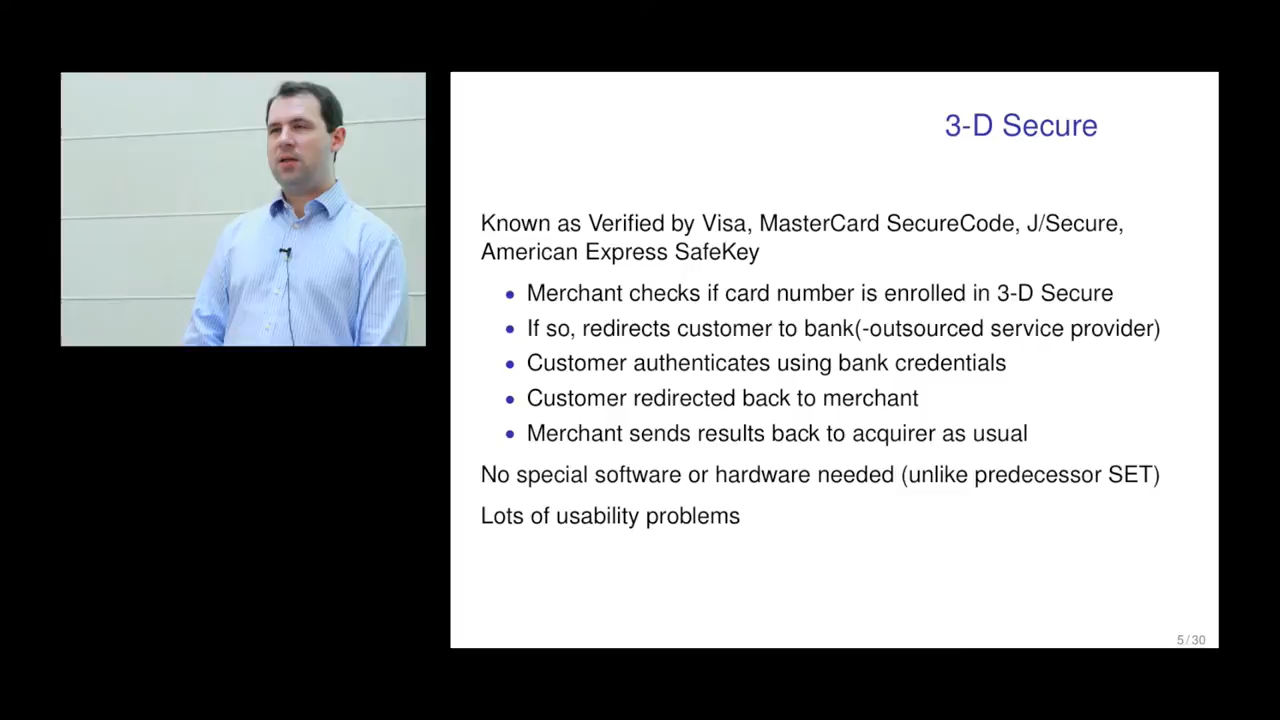 3-D Secure
Known as Verified by Visa, MasterCard SecureCode, J/Secure,
American Express SafeKey
• Merchant checks if card number is enrolled in 3-D Secure
• If so, redirects customer to bank(-outsourced service provider)
• Customer authenticates using bank credentials
• Customer redirected back to merchant
• Merchant sends results back to acquirer as usual
No special software or hardware needed (unlike predecessor SET)
Lots of usability problems
5 / 30